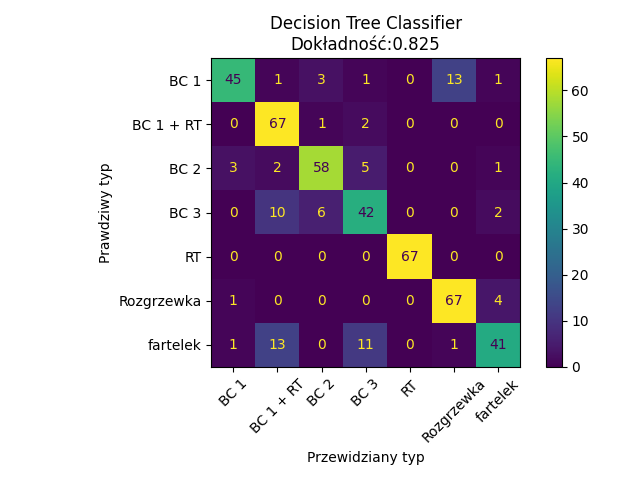 Decision Tree Classifier
Dokładność:0.825
Prawdziwy typ
BC 1 45 1 3 1 0 13 1
BC 1 + RT 0 67 1 2 0 0 0
BC 2 3 2 58 5 0 0 1
BC 3 0 10 6 42 0 0 2
RT 0 0 0 0 67 0 0
Rozgrzewka 1 0 0 0 0 67 4
fartelek 1 13 0 11 0 1 41
BC 1 BC 1 + RT BC 2 BC 3 RT Rozgrzewka fartelek
Przewidziany typ
60
50
40
30
20
10
0